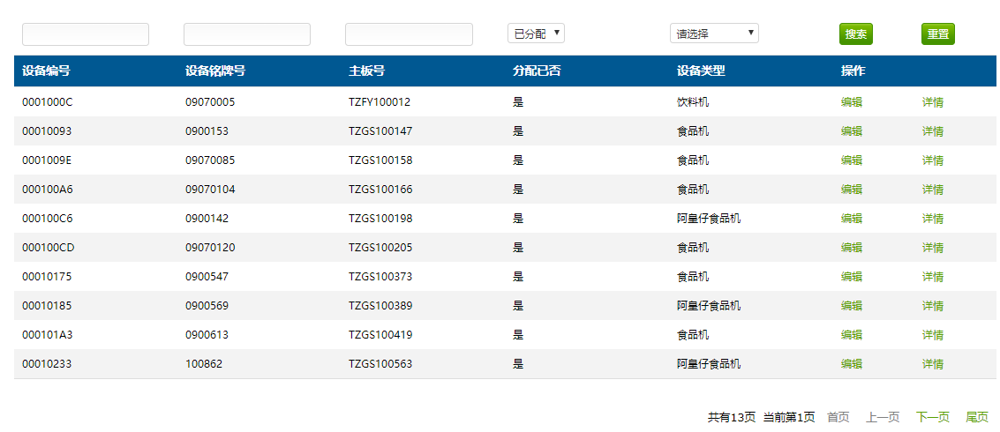 已分配 请选择 搜索 重置
设备编号 设备铭牌号 主板号 分配已否 设备类型 操作
0001000C 09070005 TZFY100012 是 饮料机 编辑 详情
00010093 0900153 TZGS100147 是 食品机 编辑 详情
0001009E 09070085 TZGS100158 是 食品机 编辑 详情
000100A6 09070104 TZGS100166 是 食品机 编辑 详情
000100C6 0900142 TZGS100198 是 阿皇仔食品机 编辑 详情
000100CD 09070120 TZGS100205 是 食品机 编辑 详情
00010175 0900547 TZGS100373 是 食品机 编辑 详情
00010185 0900569 TZGS100389 是 阿皇仔食品机 编辑 详情
000101A3 0900613 TZGS100419 是 食品机 编辑 详情
00010233 100862 TZGS100563 是 阿皇仔食品机 编辑 详情
共有13页 当前第1页 首页 上一页 下一页 尾页